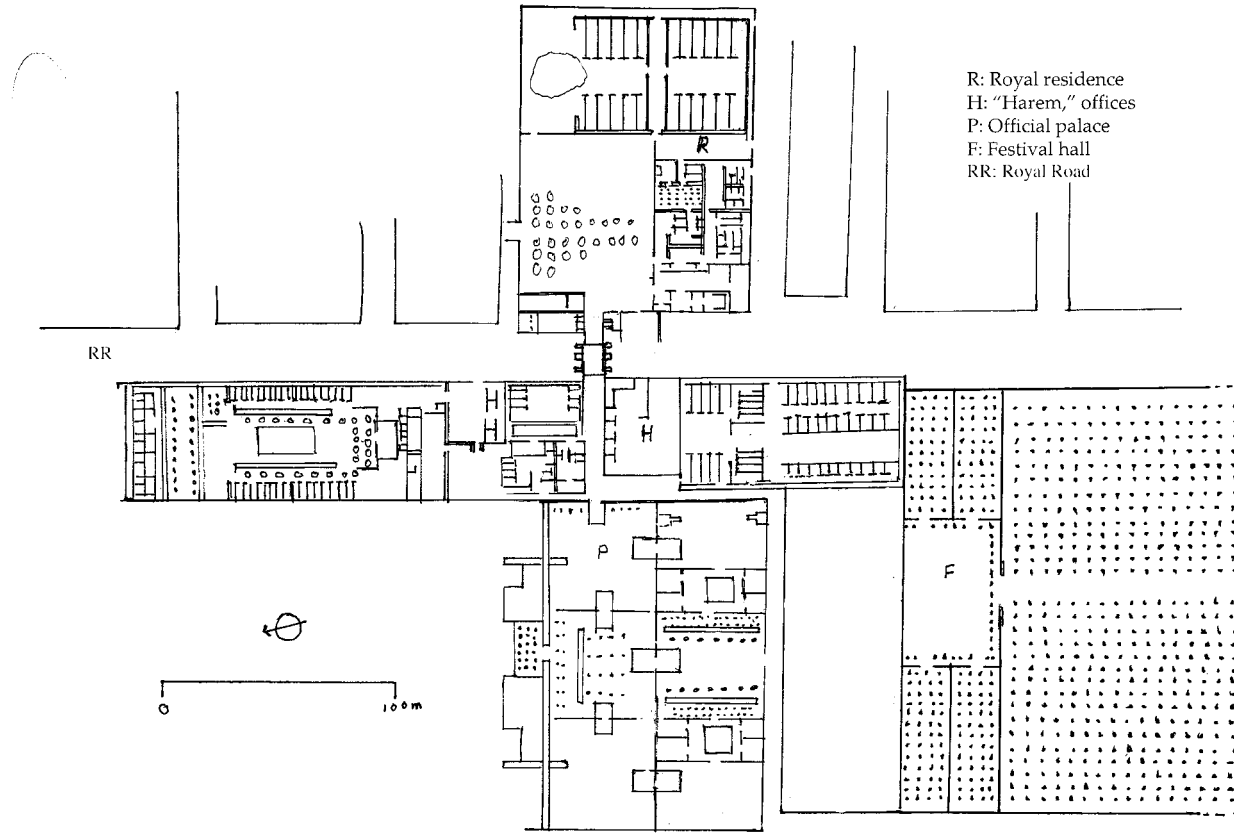 R: Royal residence
H: “Harem,” offices
P: Official palace
F: Festival hall
RR: Royal Road
R
RR
H
P
F
0
100m